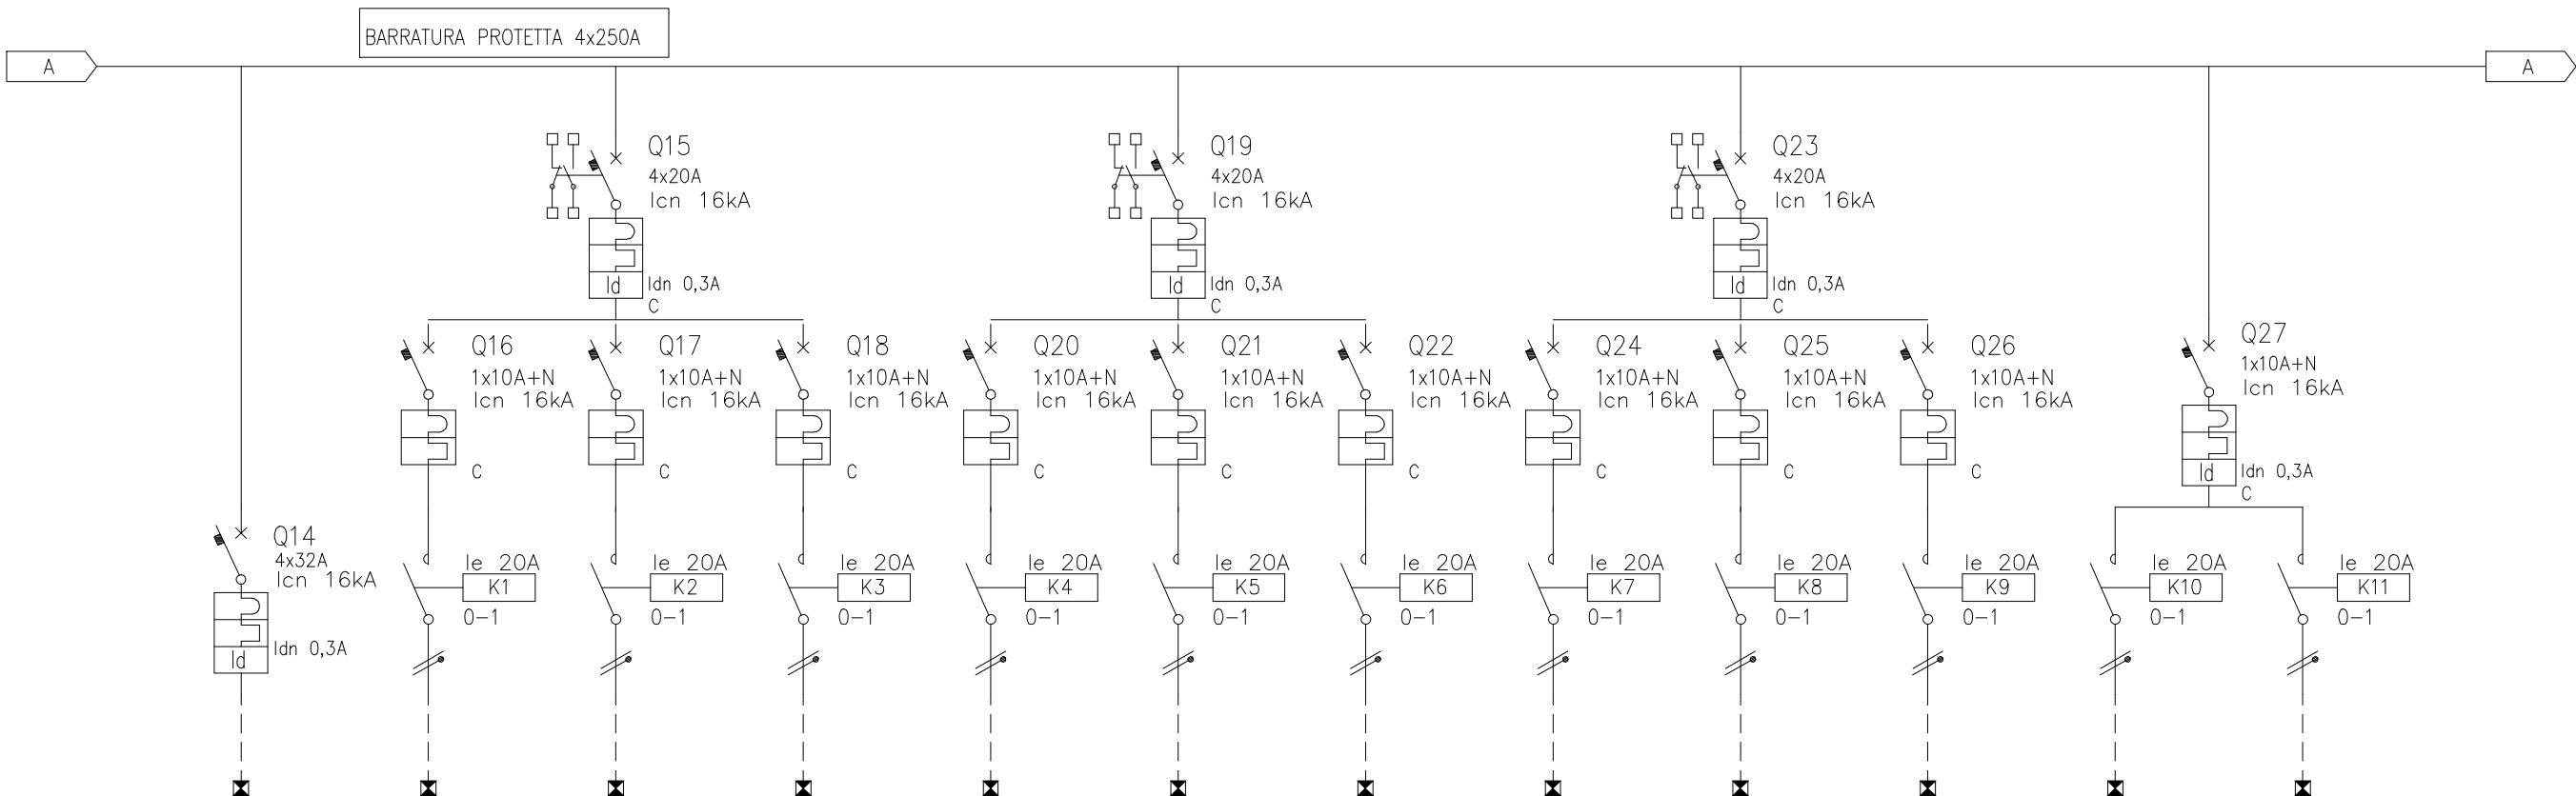 BARRATURA PROTETTA 4x250A
A
A
Q15
4x20A
Icn 16kA
Id
Idn 0,3A
C
Q19
4x20A
Icn 16kA
Id
Idn 0,3A
C
Q23
4x20A
Icn 16kA
Id
Idn 0,3A
C
Q16
1x10A+N
Icn 16kA
C
Q17
1x10A+N
Icn 16kA
C
Q18
1x10A+N
Icn 16kA
C
Q20
1x10A+N
Icn 16kA
C
Q21
1x10A+N
Icn 16kA
C
Q22
1x10A+N
Icn 16kA
C
Q24
1x10A+N
Icn 16kA
C
Q25
1x10A+N
Icn 16kA
C
Q26
1x10A+N
Icn 16kA
C
Q27
1x10A+N
Icn 16kA
Id
Idn 0,3A
C
Q14
4x32A
Icn 16kA
Id
Idn 0,3A
Ie 20A
K1
0-1
Ie 20A
K2
0-1
Ie 20A
K3
0-1
Ie 20A
K4
0-1
Ie 20A
K5
0-1
Ie 20A
K6
0-1
Ie 20A
K7
0-1
Ie 20A
K8
0-1
Ie 20A
K9
0-1
Ie 20A
K10
0-1
Ie 20A
K11
0-1